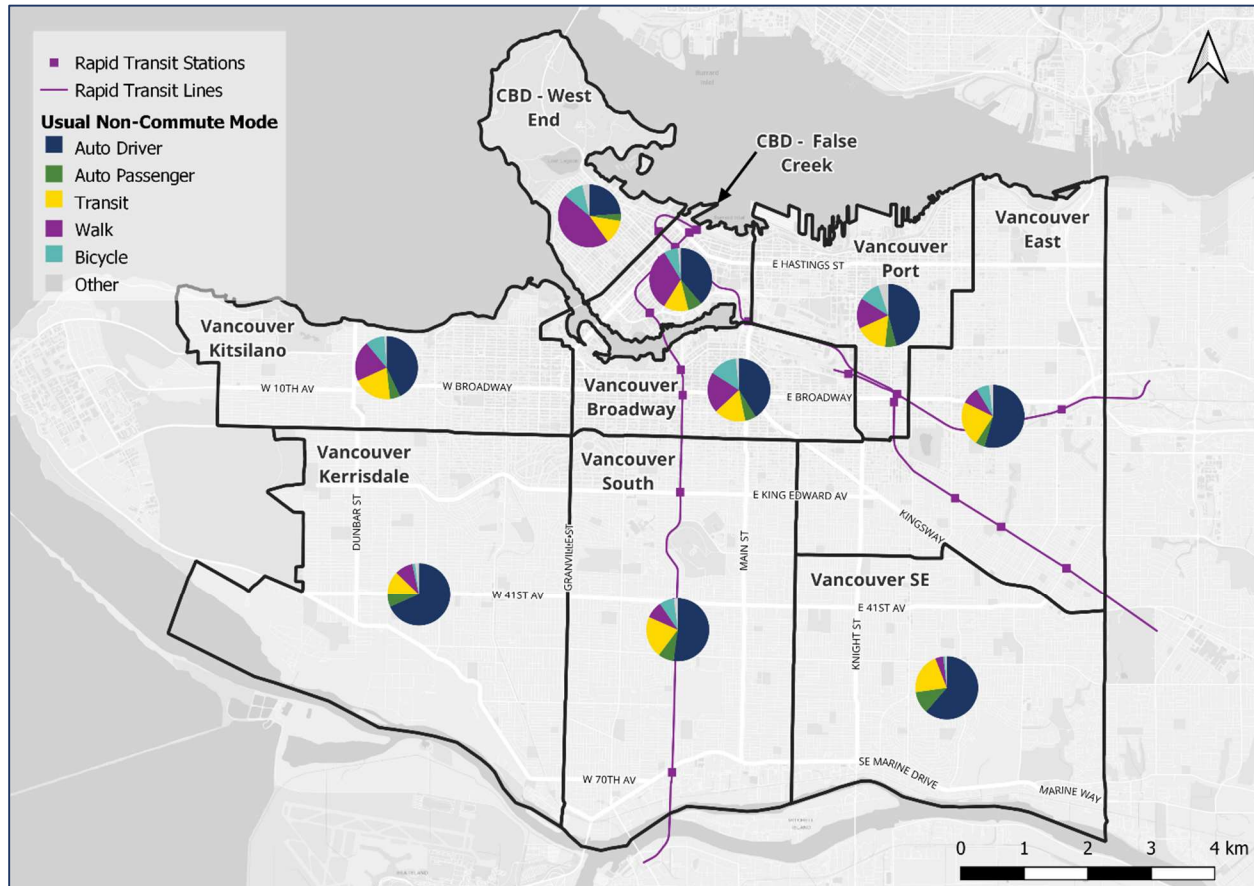 Rapid Transit Stations
Rapid Transit Lines
Usual Non-Commute Mode
Auto Driver
Auto Passenger
Transit
Walk
Bicycle
Other
CBD - West
End
CBD - False
Creek
Vancouver
East
Vancouver
Port
E HASTINGS ST
Vancouver
Kitsilano
W 10TH AV
W BROADWAY
Vancouver
Broadway
E BROADWAY
Vancouver
Kerrisdale
Vancouver
South
E KING EDWARD AV
DUNBAR ST
GRANVILLE ST
MAIN ST
KINGSWAY
Vancouver SE
W 41ST AV
E 41ST AV
KNIGHT ST
W 70TH AV
SE MARINE DRIVE
MARINE WAY
0 1 2 3 4 km